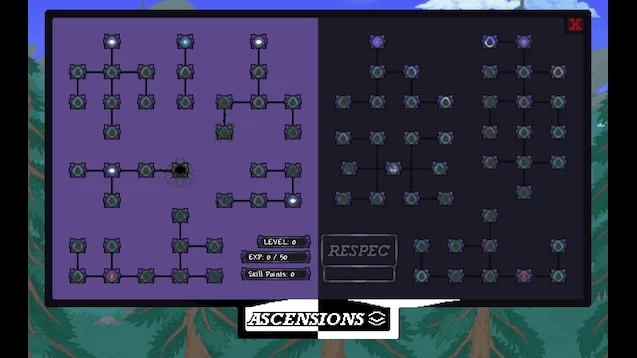 X
LEVEL: 0
EXP: 0 / 50
Skill Points: 0
RESPEC
ASCENSIONS